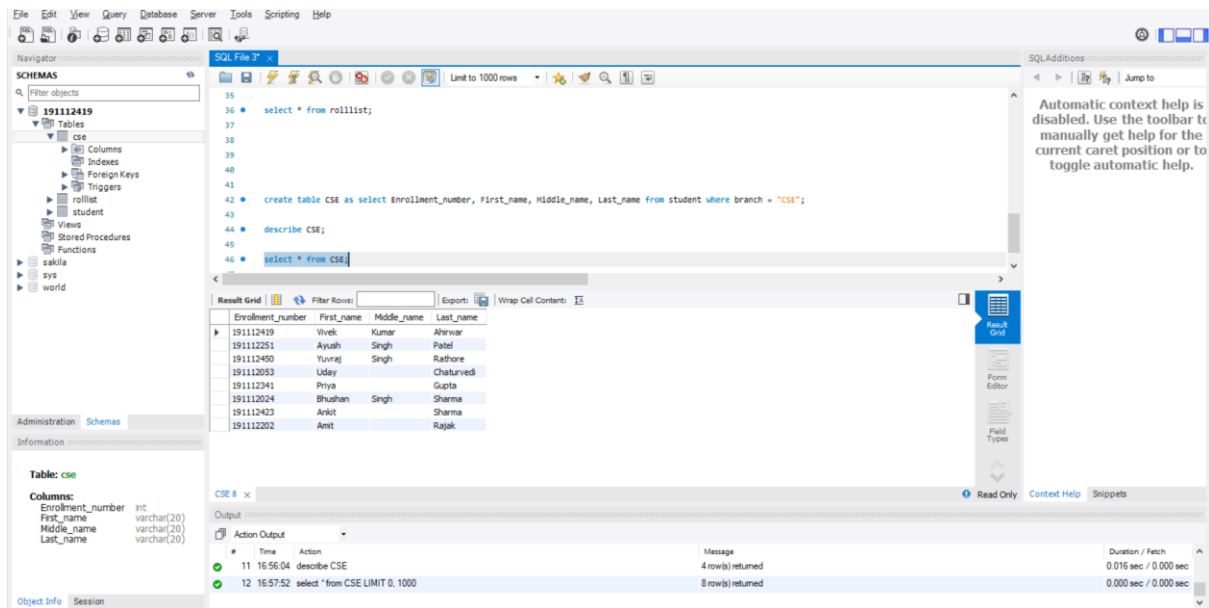 File Edit View Query Database Server Tools Scripting Help
Navigator
SCHEMAS
Filter objects
191112419
Tables
cse
Columns
Indexes
Foreign Keys
Triggers
rolllist
student
Views
Stored Procedures
Functions
sakila
sys
world
Administration Schemas
Information
Table: cse
Columns:
Enrollment_number int
First_name varchar(20)
Middle_name varchar(20)
Last_name varchar(20)
Object Info Session
SQL File 3*
Limit to 1000 rows
35
36 select * from rolllist;
37
38
39
40
41
42 create table CSE as select Enrollment_number, First_name, Middle_name, Last_name from student where branch = "CSE";
43
44 describe CSE;
45
46 select * from CSE;
Result Grid Filter Rows: Export: Wrap Cell Content:
Enrollment_number First_name Middle_name Last_name
191112419 Vivek Kumar Ahirwar
191112251 Ayush Singh Patel
191112450 Yuvraj Singh Rathore
191112053 Uday Chaturvedi
191112341 Priya Gupta
191112024 Bhushan Singh Sharma
191112423 Ankit Sharma
191112202 Amit Rajak
Result
Grid
Form
Editor
Field
Types
CSE 8 Read Only
Output
Action Output
# Time Action Message Duration / Fetch
11 16:56:04 describe CSE 4 row(s) returned 0.016 sec / 0.000 sec
12 16:57:52 select * from CSE LIMIT 0, 1000 8 row(s) returned 0.000 sec / 0.000 sec
SQLAdditions
Jump to
Automatic context help is
disabled. Use the toolbar to
manually get help for the
current caret position or to
toggle automatic help.
Context Help Snippets